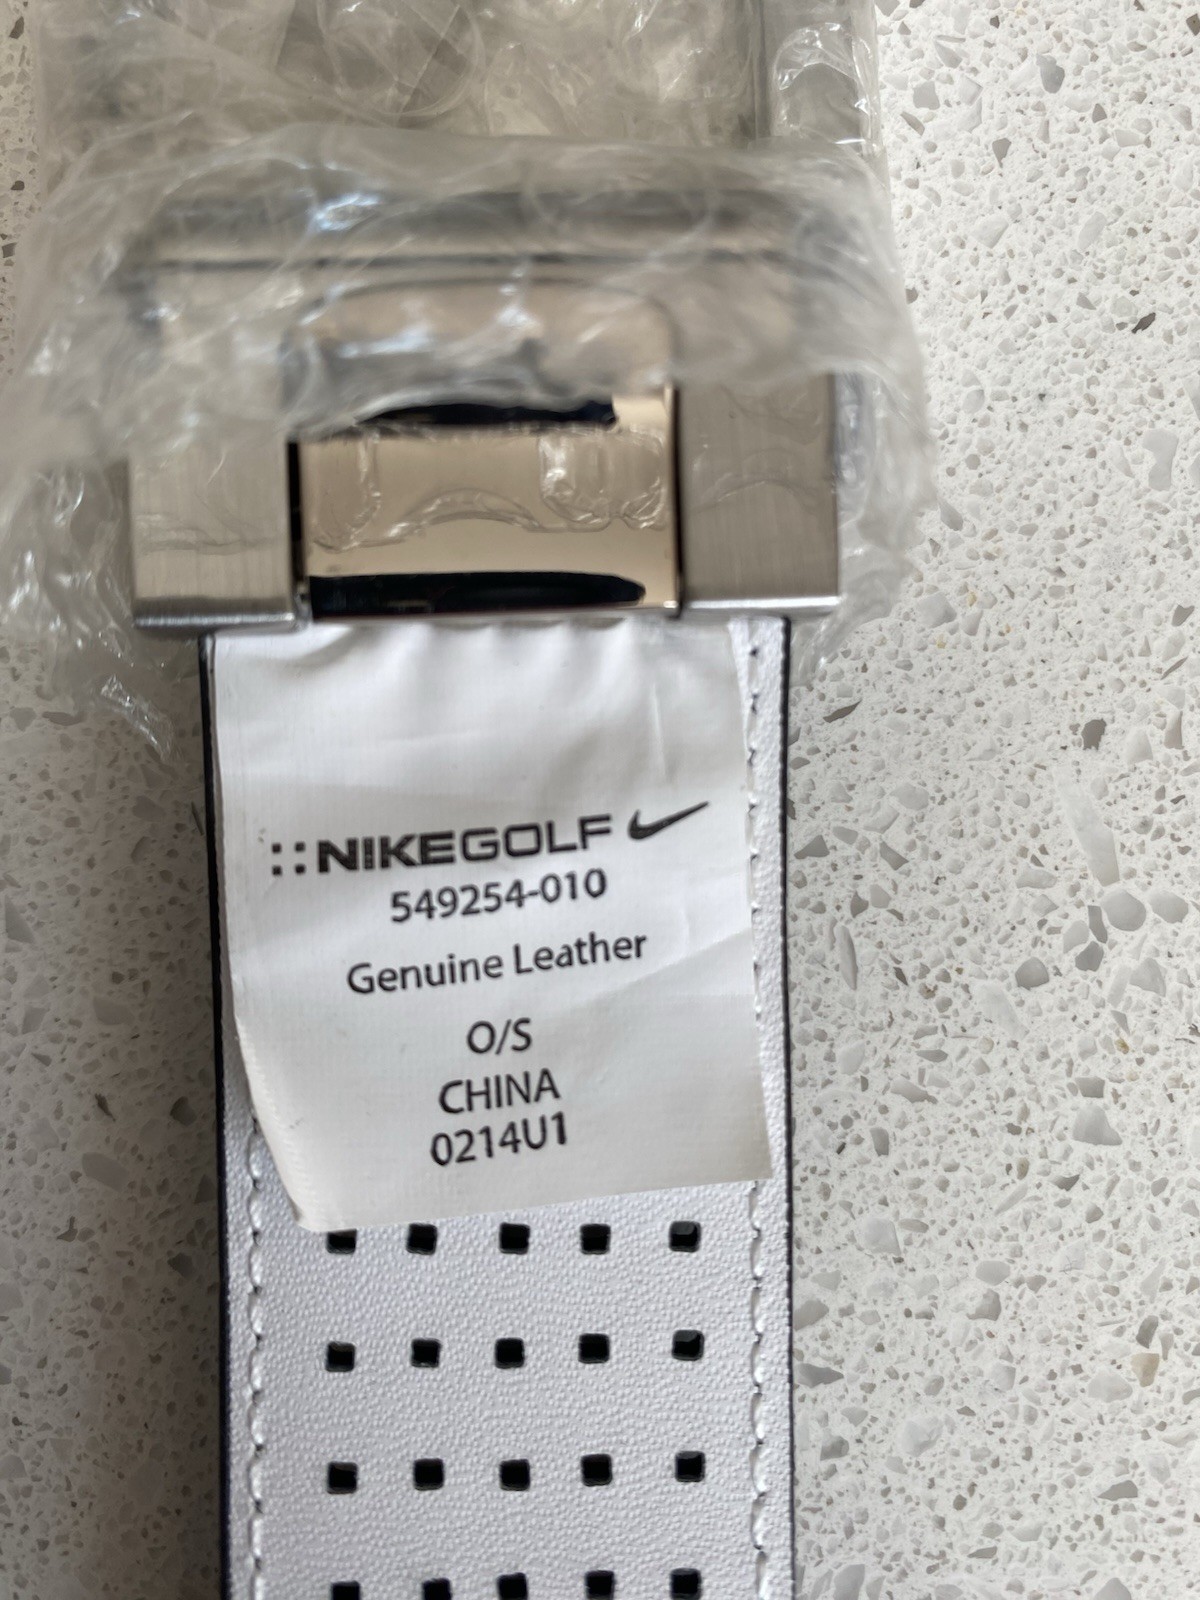 NIKEGOLF
549254-010
Genuine Leather
O/S
CHINA
0214U1